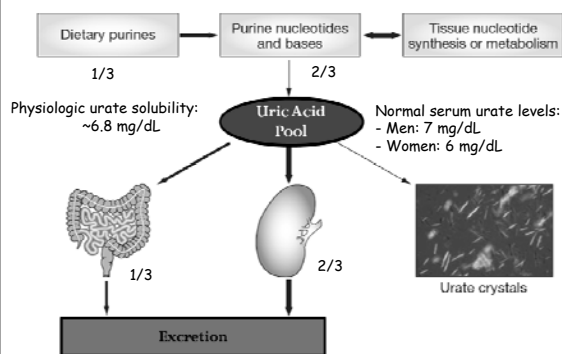 Dietary purines
Purine nucleotides
and bases
Tissue nucleotide
synthesis or metabolism
1/3
2/3
Physiologic urate solubility:
~6.8 mg/dL
Uric Acid
Pool
Normal serum urate levels:
- Men: 7 mg/dL
- Women: 6 mg/dL
1/3
2/3
Urate crystals
Excretion